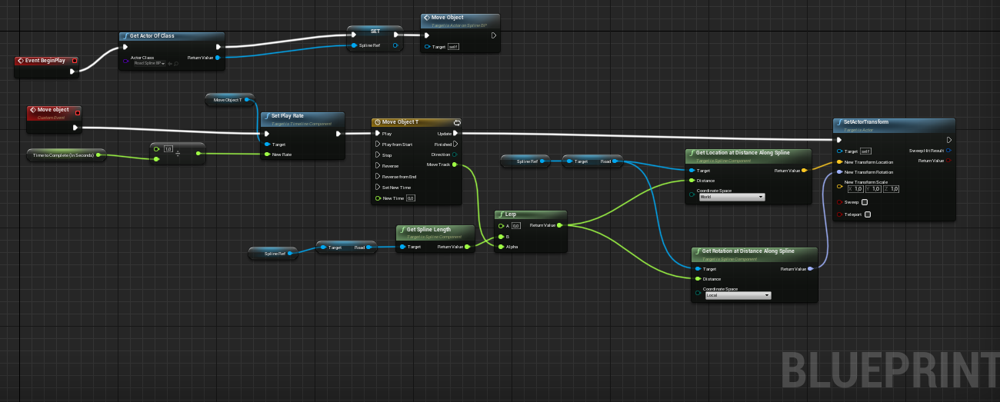 Get Actor Of Class
Actor Class
Road Spline BP
Return Value
SET
Spline Ref
Move Object
Target is Actor on Spline BP
Target
self
Event BeginPlay
Move object
Custom Event
Time to Complete (In Seconds)
1,0
÷
Move Object T
Set Play Rate
Target is Timeline Component
Target
New Rate
Move Object T
Play
Update
Play from Start
Finished
Stop
Direction
Reverse
Move Track
Reverse from End
Set New Time
New Time
0,0
Spline Ref
Target
Road
Get Spline Length
Target is Spline Component
Target
Return Value
Lerp
A
0,0
Return Value
B
Alpha
Spline Ref
Target
Road
Get Location at Distance Along Spline
Target is Spline Component
Target
Return Value
Distance
Coordinate Space
World
Get Rotation at Distance Along Spline
Target is Spline Component
Target
Return Value
Distance
Coordinate Space
Local
SetActorTransform
Target is Actor
Target
self
Sweep Hit Result
New Transform Location
Return Value
New Transform Rotation
New Transform Scale
X 1,0 Y 1,0 Z 1,0
Sweep
Teleport
BLUEPRINT